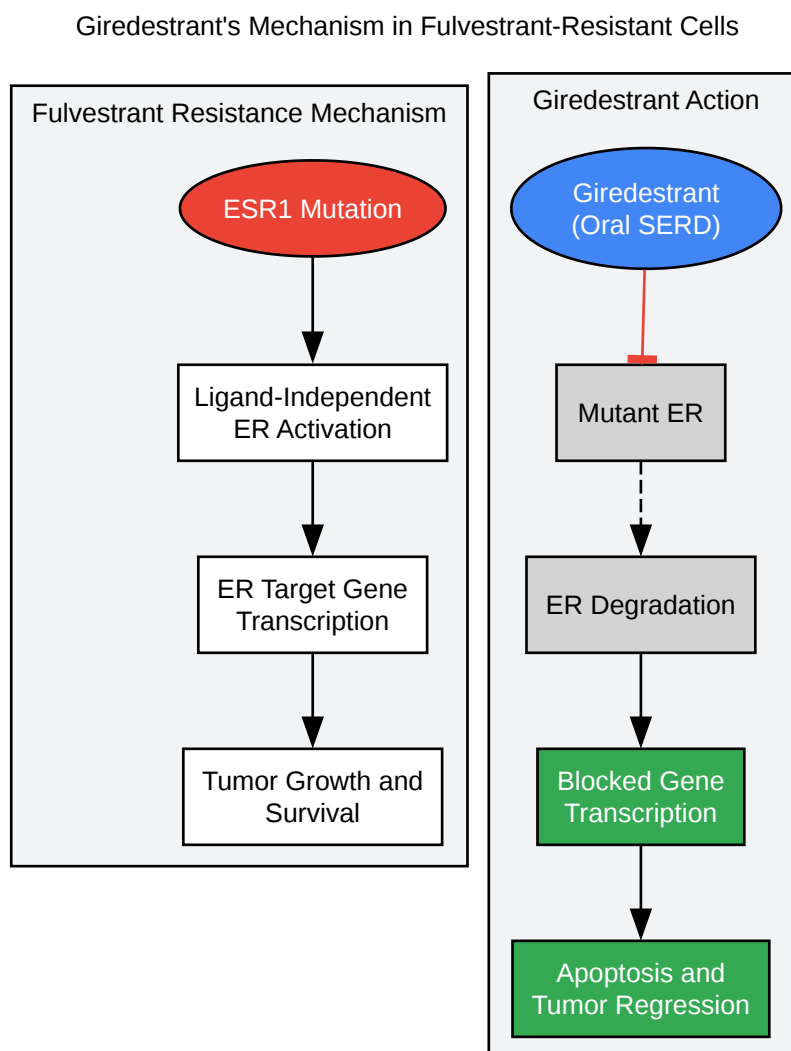 Giredestrant's Mechanism in Fulvestrant-Resistant Cells
Fulvestrant Resistance Mechanism
ESR1 Mutation
Ligand-Independent
ER Activation
ER Target Gene
Transcription
Tumor Growth and
Survival
Giredestrant Action
Giredestrant
(Oral SERD)
Mutant ER
ER Degradation
Blocked Gene
Transcription
Apoptosis and
Tumor Regression